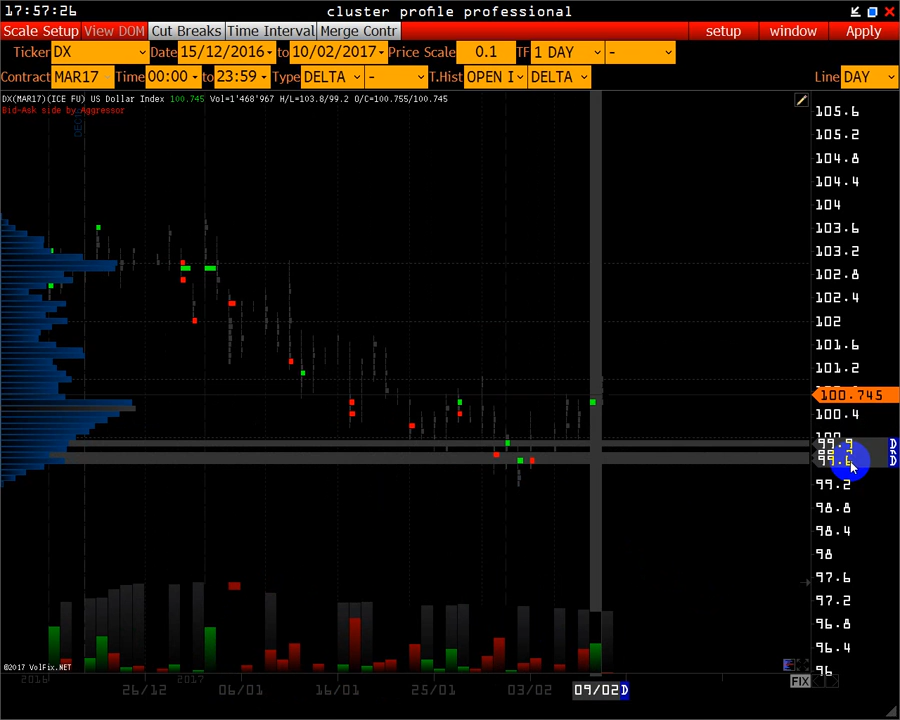 17:57:26 cluster profile professional
Scale Setup View DOM Cut Breaks Time Interval Merge Contr setup window Apply
Ticker DX Date 15/12/2016 to 10/02/2017 Price Scale 0.1 TF 1 DAY -
Contract MAR17 Time 00:00 to 23:59 Type DELTA - T.Hist OPEN I DELTA Line DAY
DX(MAR17)(ICE FU) US Dollar Index 100.745 Vol=1'468'967 H/L=103.8/99.2 O/C=100.755/100.745
Bid-Ask side by Aggressor
105.6
105.2
104.8
104.4
104
103.6
103.2
102.8
102.4
102
101.6
101.2
100.745
100.4
100
99.9 D
D
99.2
98.8
98.4
98
97.6
97.2
96.8
96.4
96
©2017 VolFix.NET
FIX
2016 2017
26/12 06/01 16/01 25/01 03/02 09/02 D